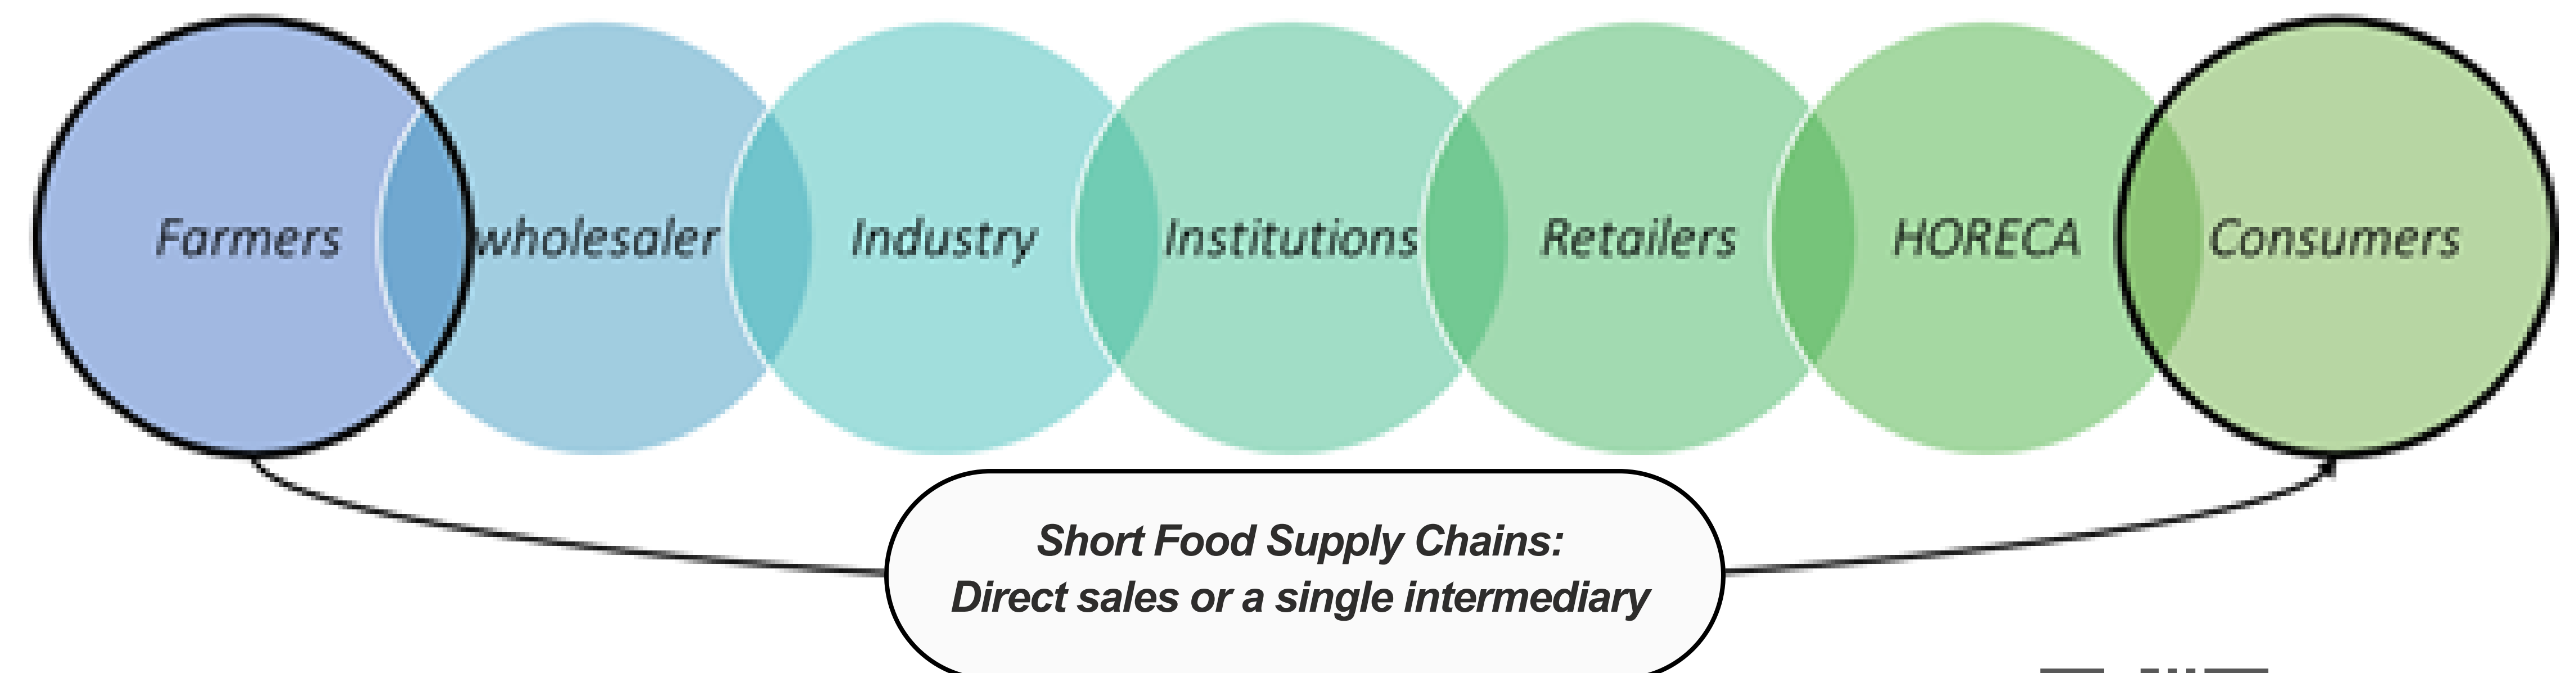 Farmers
wholesaler
Industry
Institutions
Retailers
HORECA
Consumers
Short Food Supply Chains:
Direct sales or a single intermediary